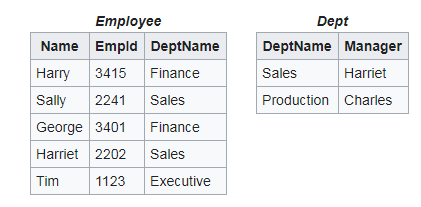 Employee Dept
Name EmpId DeptName DeptName Manager
Harry 3415 Finance Sales Harriet
Sally 2241 Sales Production Charles
George 3401 Finance
Harriet 2202 Sales
Tim 1123 Executive